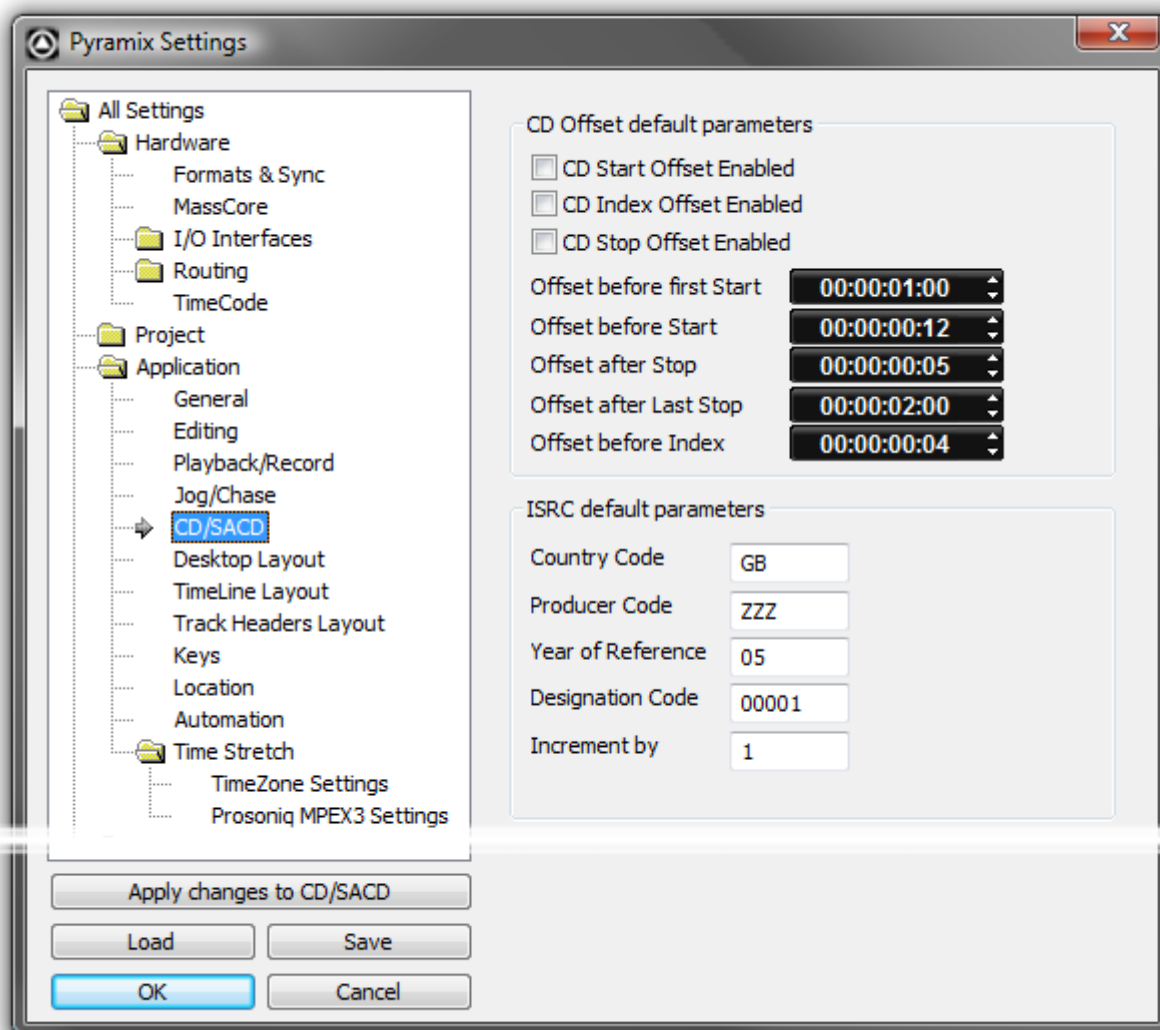 Pyramix Settings
X
All Settings
Hardware
Formats & Sync
MassCore
I/O Interfaces
Routing
TimeCode
Project
Application
General
Editing
Playback/Record
Jog/Chase
CD/SACD
Desktop Layout
TimeLine Layout
Track Headers Layout
Keys
Location
Automation
Time Stretch
TimeZone Settings
Prosoniq MPEX3 Settings
Apply changes to CD/SACD
Load Save
OK Cancel
CD Offset default parameters
CD Start Offset Enabled
CD Index Offset Enabled
CD Stop Offset Enabled
Offset before first Start 00:00:01:00
Offset before Start 00:00:00:12
Offset after Stop 00:00:00:05
Offset after Last Stop 00:00:02:00
Offset before Index 00:00:00:04
ISRC default parameters
Country Code GB
Producer Code ZZZ
Year of Reference 05
Designation Code 00001
Increment by 1